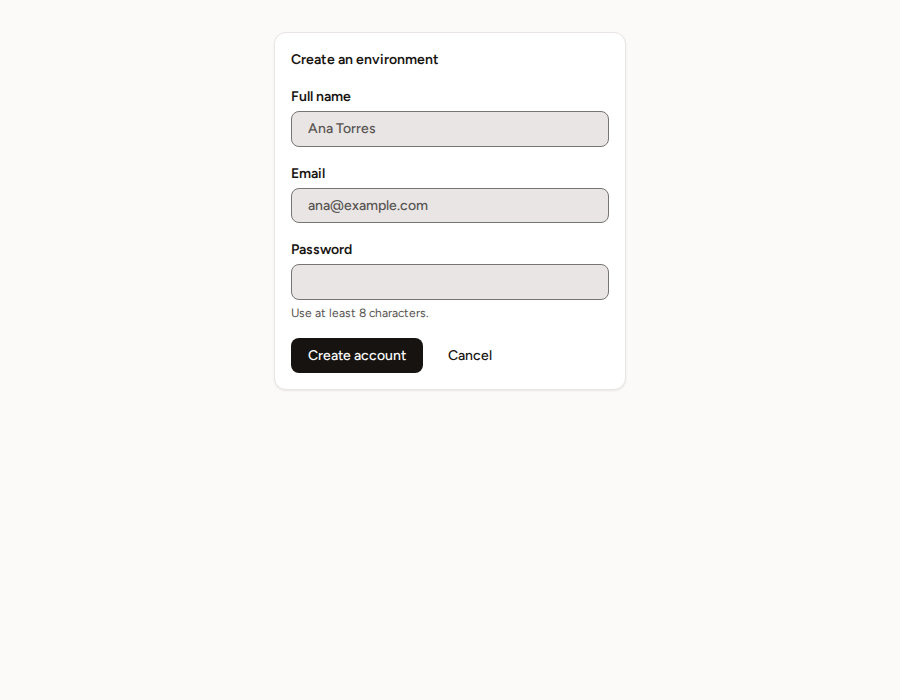 Create an environment
Full name
Ana Torres
Email
ana@example.com
Password
Use at least 8 characters.
Create account Cancel